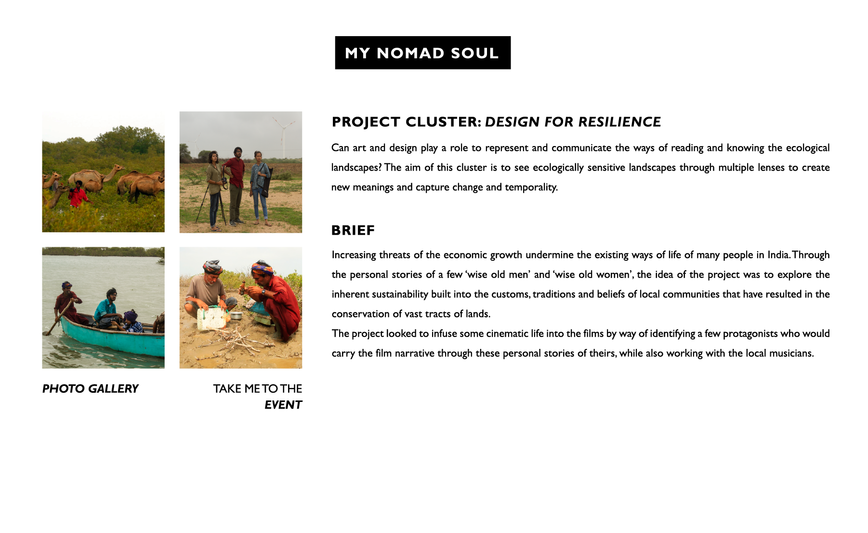 MY NOMAD SOUL
PROJECT CLUSTER: DESIGN FOR RESILIENCE
Can art and design play a role to represent and communicate the ways of reading and knowing the ecological
landscapes? The aim of this cluster is to see ecologically sensitive landscapes through multiple lenses to create
new meanings and capture change and temporality.
BRIEF
Increasing threats of the economic growth undermine the existing ways of life of many people in India. Through
the personal stories of a few ‘wise old men’ and ‘wise old women’, the idea of the project was to explore the
inherent sustainability built into the customs, traditions and beliefs of local communities that have resulted in the
conservation of vast tracts of lands.
The project looked to infuse some cinematic life into the films by way of identifying a few protagonists who would
carry the film narrative through these personal stories of theirs, while also working with the local musicians.
PHOTO GALLERY
TAKE ME TO THE
EVENT